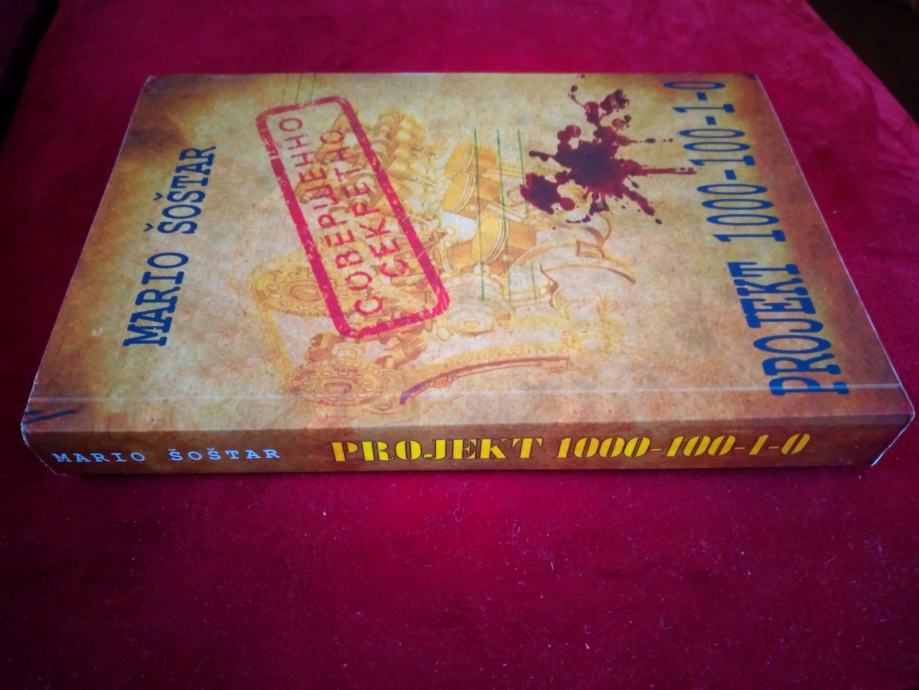 MARIO ŠOŠTAR
СОВЕРШЕННО
СЕКРЕТНО
PROJEKT 1000-100-1-0
MARIO ŠOŠTAR
PROJEKT 1000-100-1-0